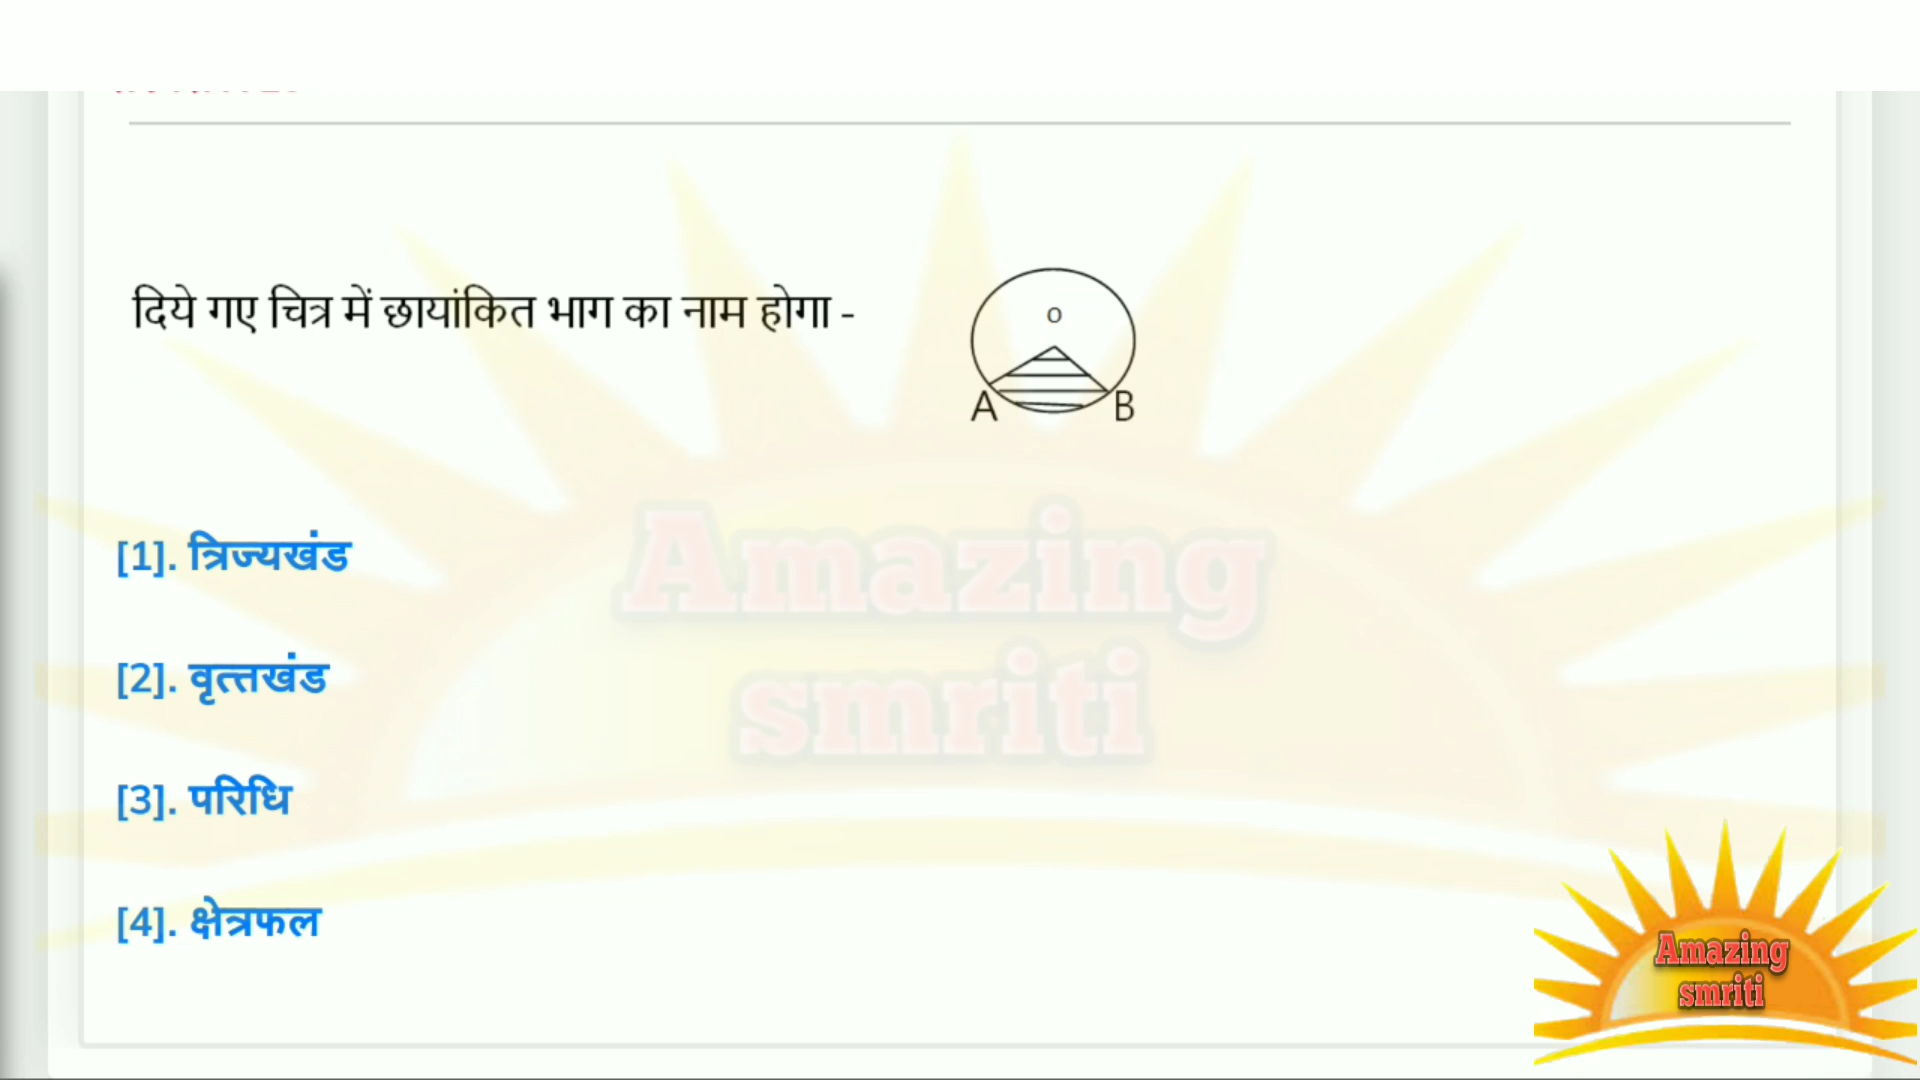 दिये गए चित्र में छायांकित भाग का नाम होगा -
o
A B
[1]. त्रिज्यखंड
[2]. वृत्तखंड
[3]. परिधि
[4]. क्षेत्रफल
Amazing
smriti
Amazing
smriti